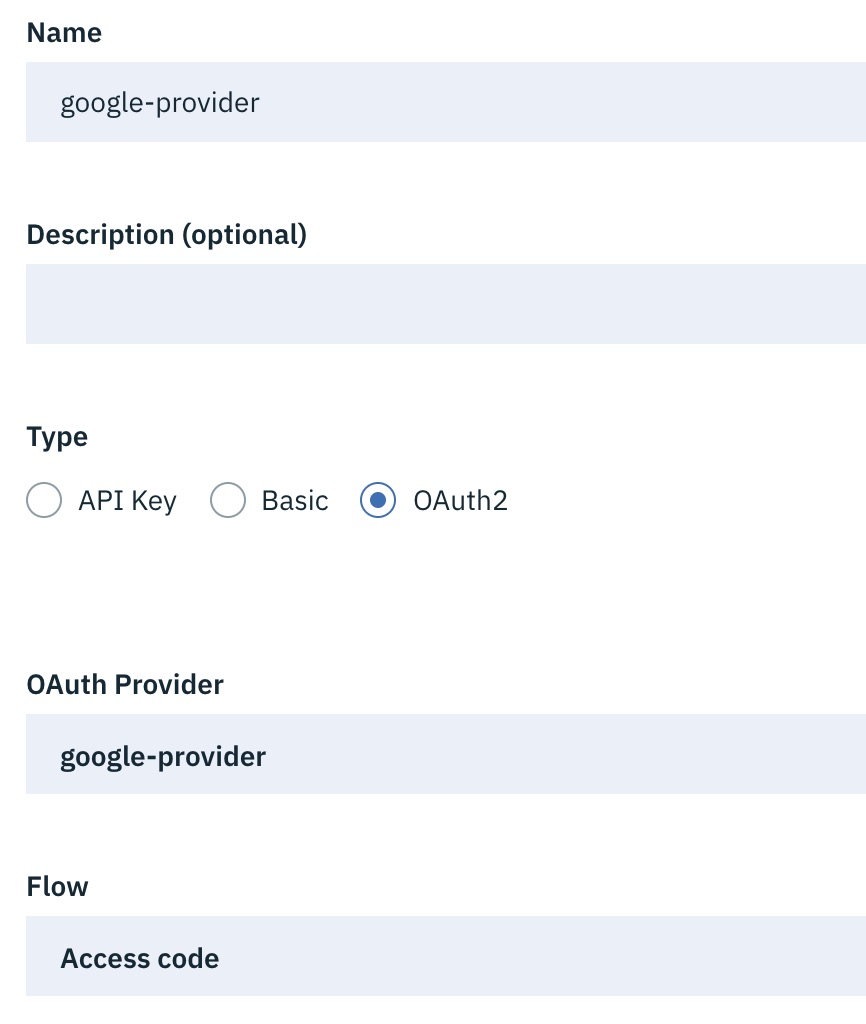 Name
google-provider
Description (optional)
Type
API Key Basic OAuth2
OAuth Provider
google-provider
Flow
Access code